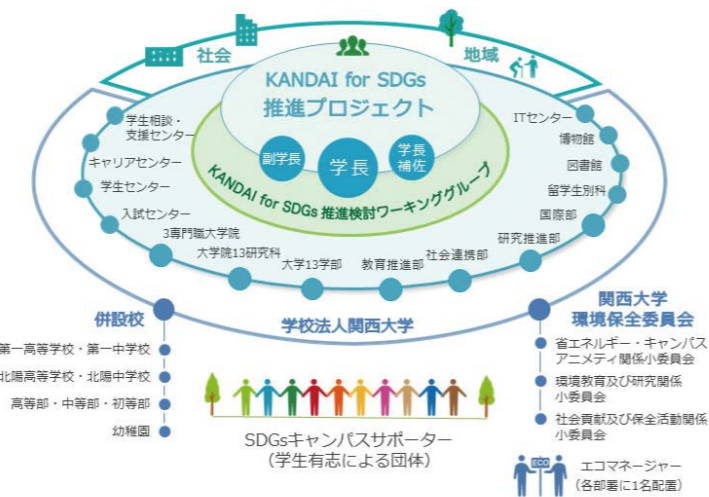 社会
地域
KANDAI for SDGs
推進プロジェクト
副学長
学長
学長
補佐
KANDAI for SDGs 推進検討ワーキンググループ
学生相談・
支援センター
キャリアセンター
学生センター
入試センター
3専門職大学院
大学院13研究科
大学13学部
教育推進部
社会連携部
研究推進部
国際部
留学生別科
図書館
博物館
ITセンター
学校法人関西大学
併設校
第一高等学校・第一中学校
北陽高等学校・北陽中学校
高等部・中等部・初等部
幼稚園
関西大学
環境保全委員会
省エネルギー・キャンパス
アニメティ関係小委員会
環境教育及び研究関係
小委員会
社会貢献及び保全活動関係
小委員会
SDGsキャンパスサポーター
(学生有志による団体)
ECO
エコマネージャー
(各部署に1名配置)